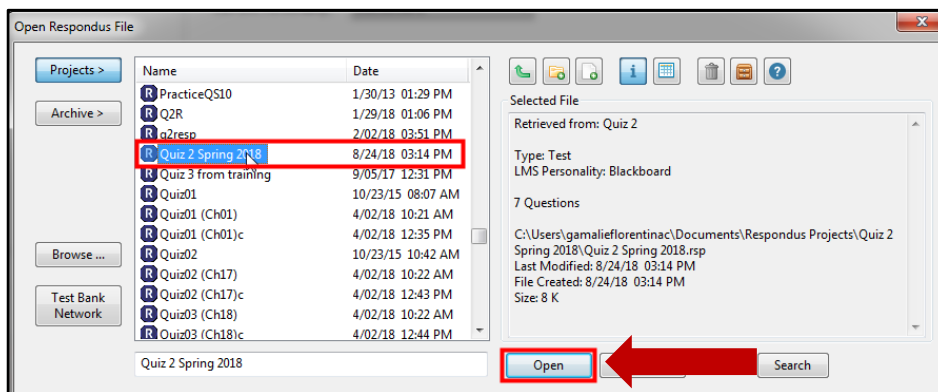 Open Respondus File
Projects >
Archive >
Browse ...
Test Bank
Network
Name Date
PracticeQS10 1/30/13 01:29 PM
Q2R 1/29/18 01:06 PM
q2resp 2/02/18 03:51 PM
Quiz 2 Spring 2018 8/24/18 03:14 PM
Quiz 3 from training 9/05/17 12:31 PM
Quiz01 10/23/15 08:07 AM
Quiz01 (Ch01) 4/02/18 10:21 AM
Quiz01 (Ch01)c 4/02/18 12:35 PM
Quiz02 10/23/15 10:42 AM
Quiz02 (Ch17) 4/02/18 10:22 AM
Quiz02 (Ch17)c 4/02/18 12:43 PM
Quiz03 (Ch18) 4/02/18 10:22 AM
Quiz03 (Ch18)c 4/02/18 12:44 PM
Quiz 2 Spring 2018
Selected File
Retrieved from: Quiz 2
Type: Test
LMS Personality: Blackboard
7 Questions
C:\Users\gamalieflorentinac\Documents\Respondus Projects\Quiz 2
Spring 2018\Quiz 2 Spring 2018.rsp
Last Modified: 8/24/18 03:14 PM
File Created: 8/24/18 03:14 PM
Size: 8 K
Open
Search